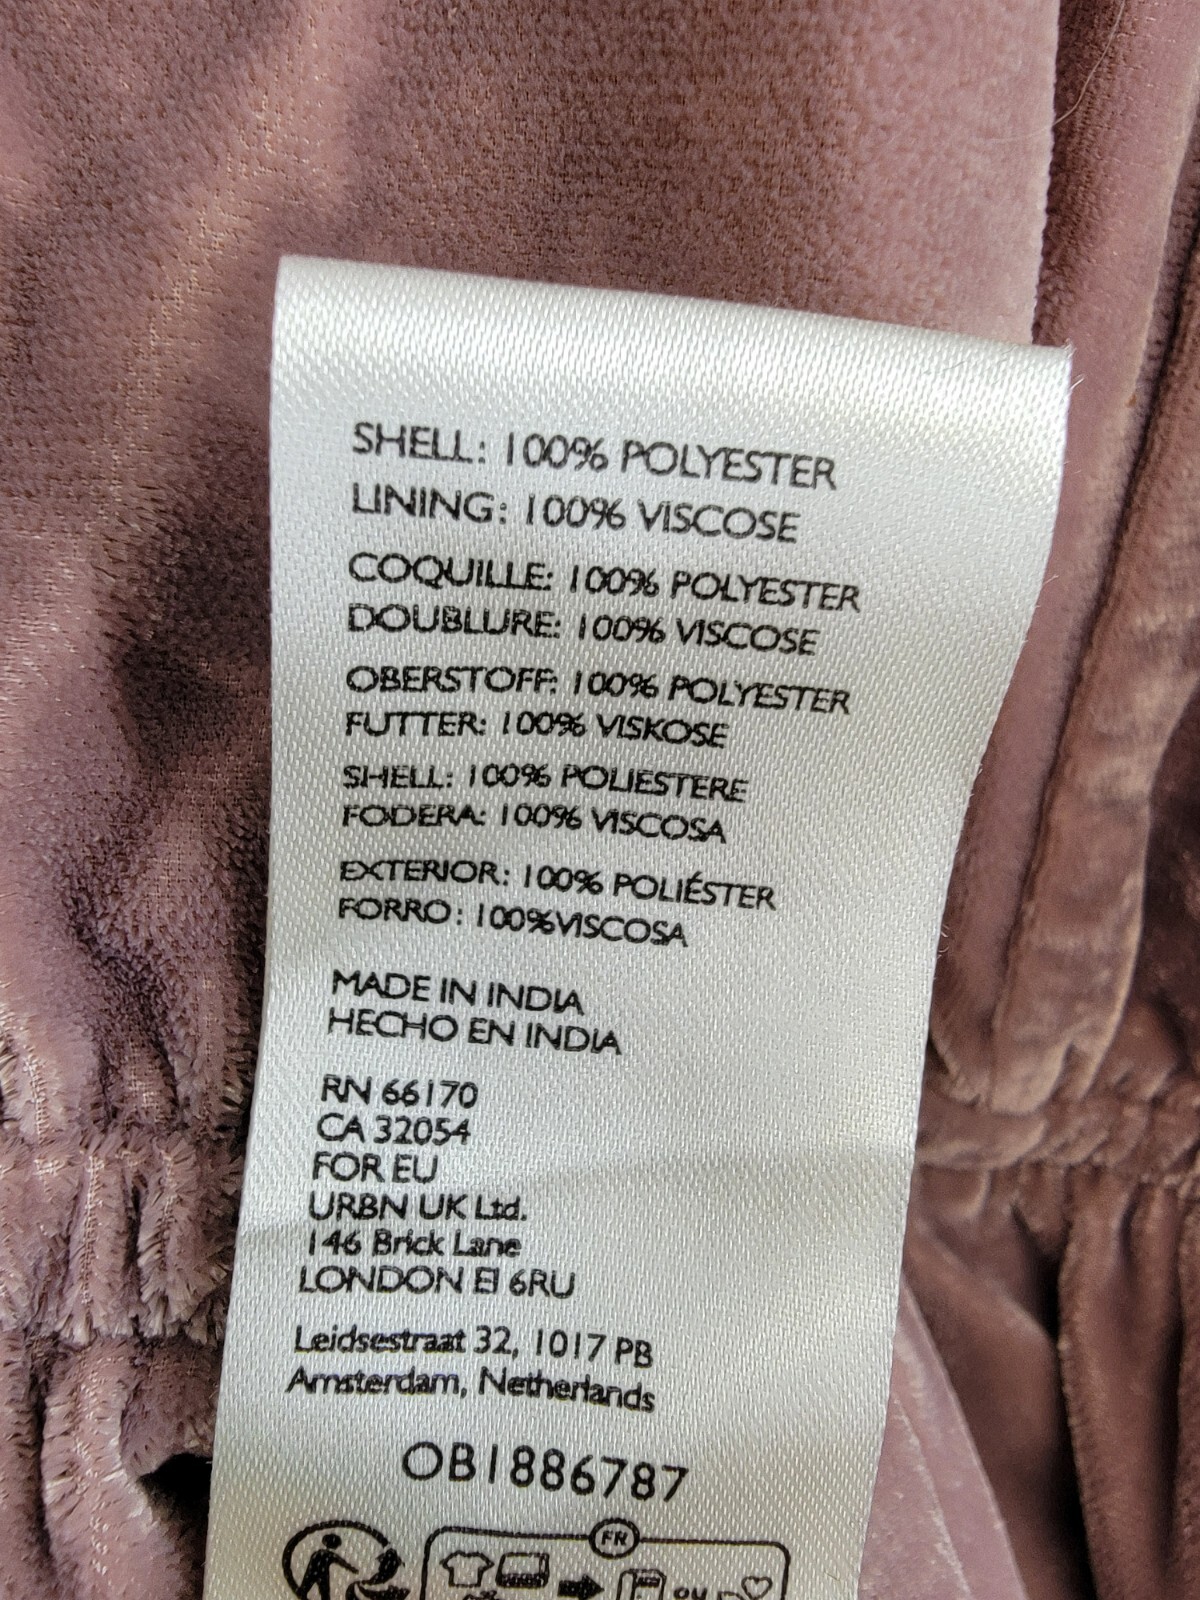 SHELL: 100% POLYESTER
LINING: 100% VISCOSE
COQUILLE: 100% POLYESTER
DOUBLURE: 100% VISCOSE
OBERSTOFF: 100% POLYESTER
FUTTER: 100% VISKOSE
SHELL: 100% POLIESTERE
FODERA: 100% VISCOSA
EXTERIOR: 100% POLIÉSTER
FORRO: 100%VISCOSA
MADE IN INDIA
HECHO EN INDIA
RN 66170
CA 32054
FOR EU
URBN UK Ltd.
146 Brick Lane
LONDON E1 6RU
Leidsestraat 32, 1017 PB
Amsterdam, Netherlands
OB1886787
FR
ou